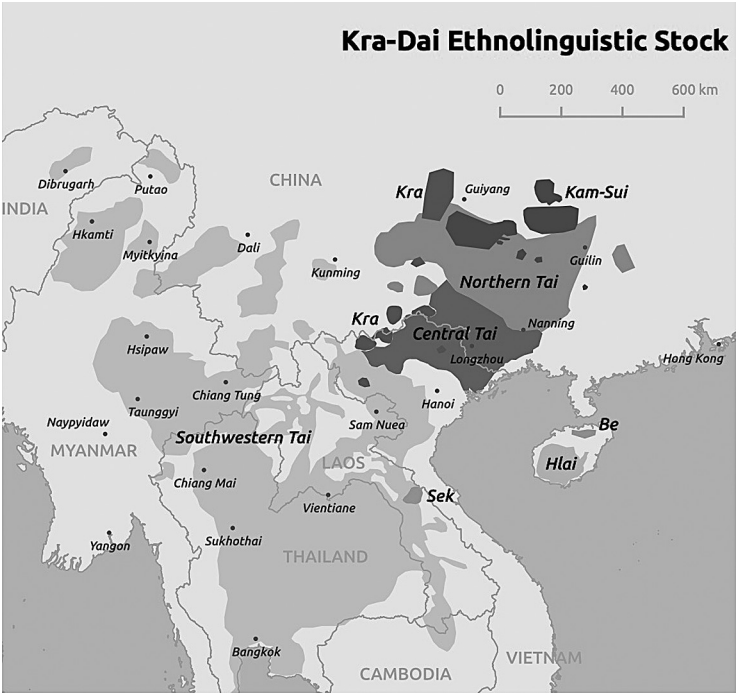 Kra-Dai Ethnolinguistic Stock
0 200 400 600 km
Kra
Guiyang
Kam-Sui
CHINA
Dibrugarh
Putao
INDIA
Hkamti
Myitkyina
Dali
Kunming
Guilin
Northern Tai
Kra
Central Tai
Nanning
Longzhou
Hong Kong
Hsipaw
Chiang Tung
Taunggyi
Hanoi
Sam Nuea
Naypyidaw
MYANMAR
Southwestern Tai
Be
Hlai
LAOS
Chiang Mai
Vientiane
Sek
Yangon
Sukhothai
THAILAND
Bangkok
CAMBODIA
VIETNAM